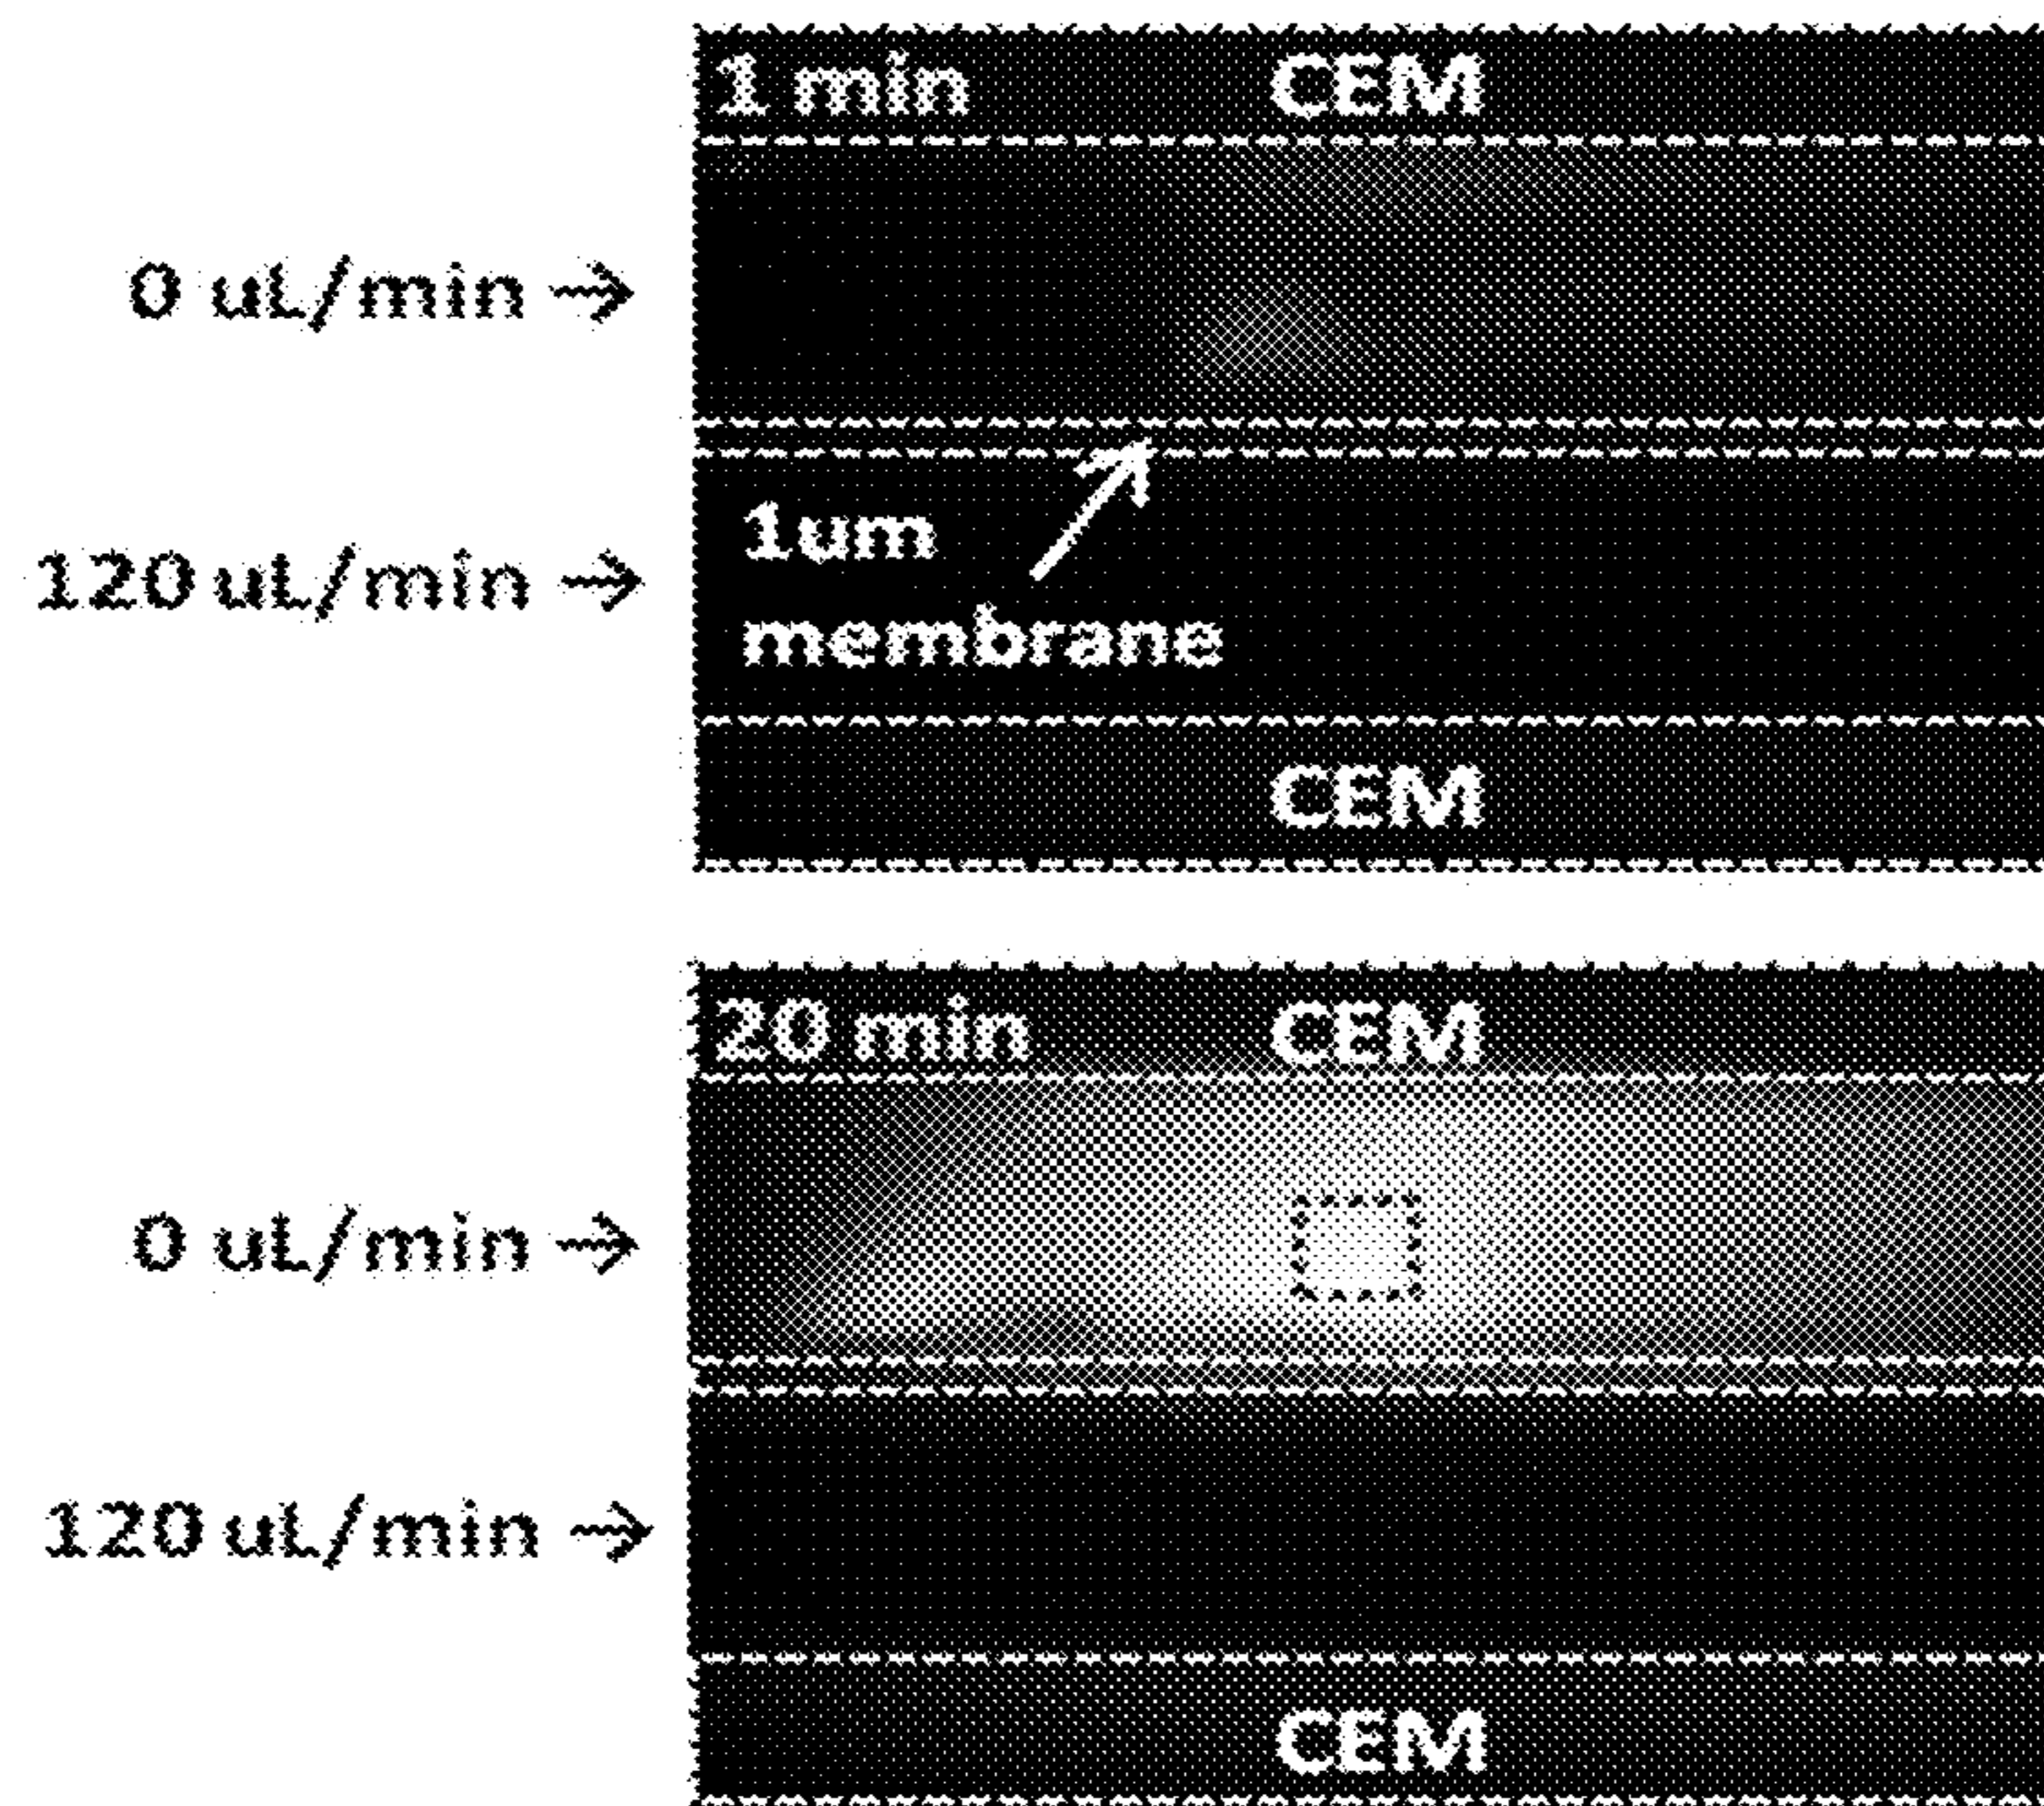 1 min CEM
0 uL/min →
120 uL/min →
1um
membrane
CEM
20 min CEM
0 uL/min →
120 uL/min →
CEM